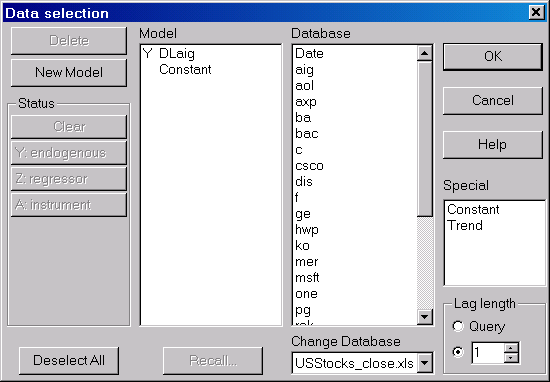 Data selection
Delete
New Model
Status
Clear
Y: endogenous
Z: regressor
A: instrument
Deselect All
Model
Y DLaig
Constant
Recall...
Database
Date
aig
aol
axp
ba
bac
c
csco
dis
f
ge
hwp
ko
mer
msft
one
pg
Change Database
USStocks_close.xls
OK
Cancel
Help
Special
Constant
Trend
Lag length
Query
1